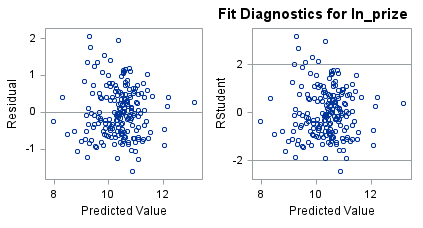 Fit Diagnostics for ln_prize
2
1
0
-1
Residual
8
10
12
Predicted Value
2
0
-2
RStudent
8
10
12
Predicted Value